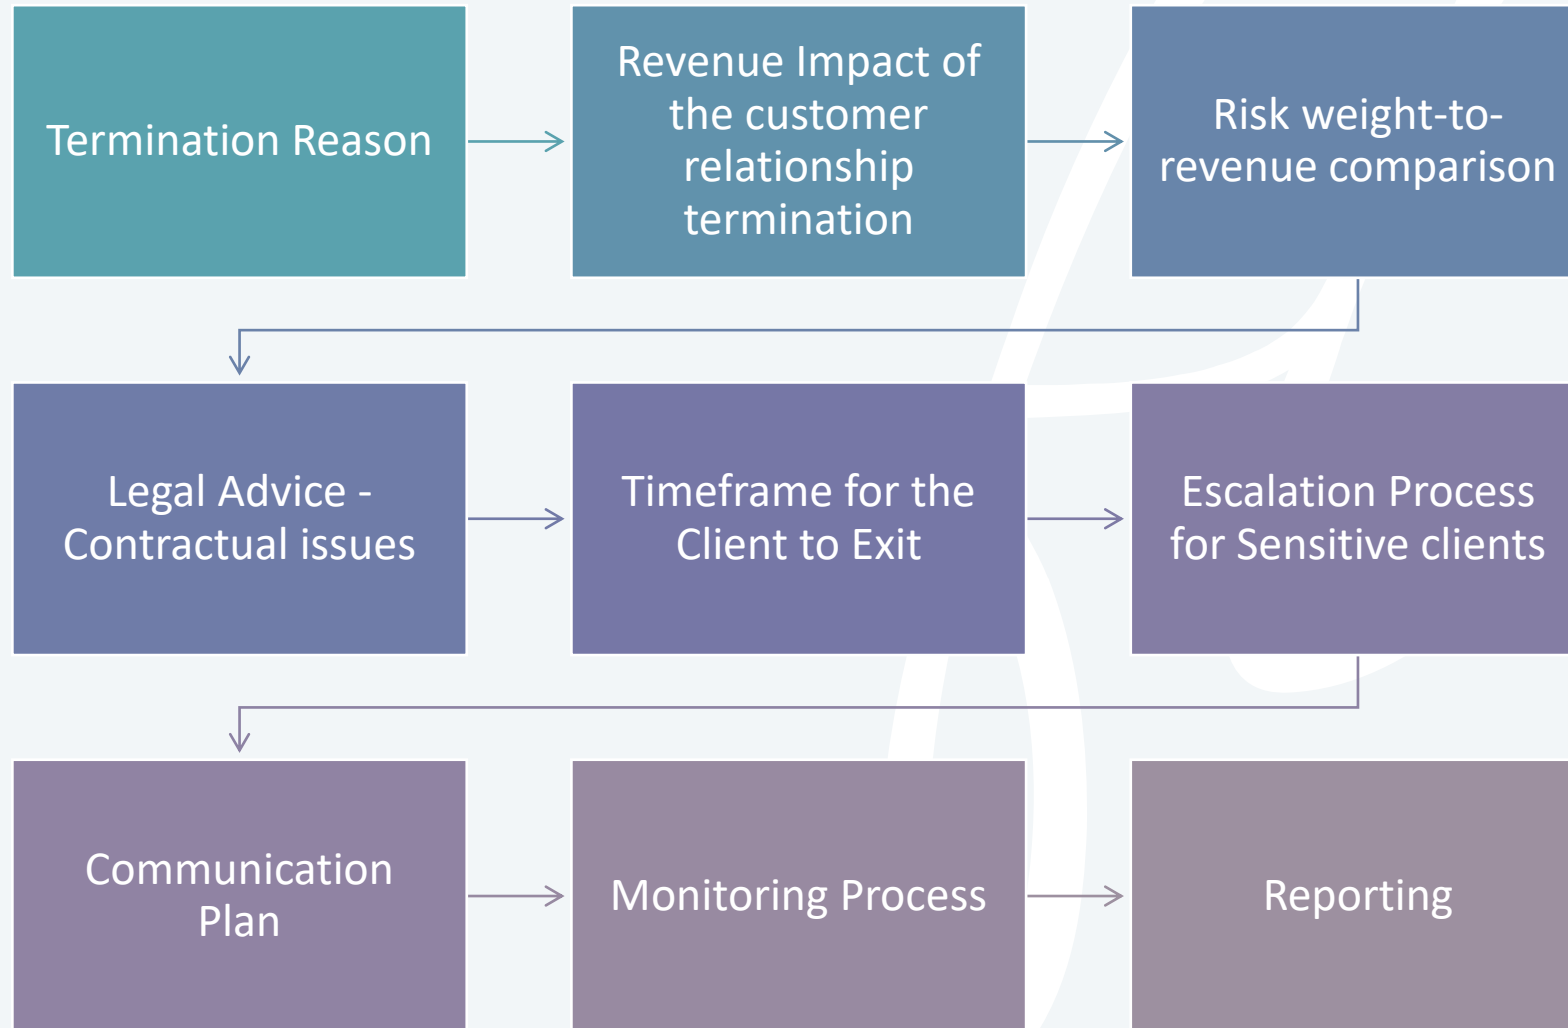 Termination Reason
Revenue Impact of
the customer
relationship
termination
Risk weight-to-
revenue comparison
Legal Advice -
Contractual issues
Timeframe for the
Client to Exit
Escalation Process
for Sensitive clients
Communication
Plan
Monitoring Process
Reporting